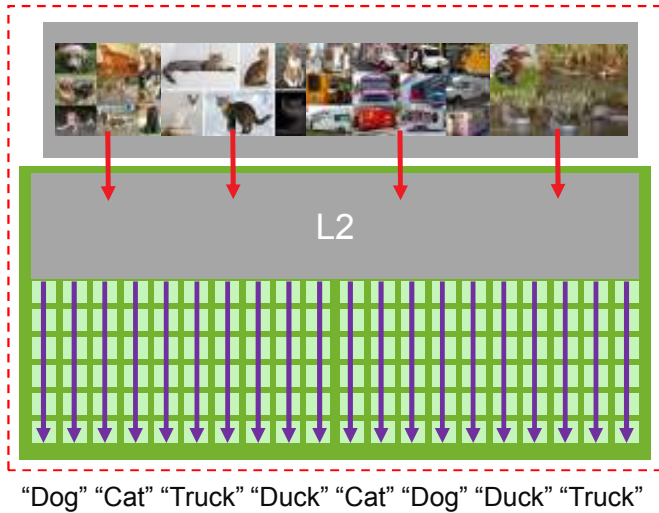 L2
“Dog” “Cat” “Truck” “Duck” “Cat” “Dog” “Duck” “Truck”